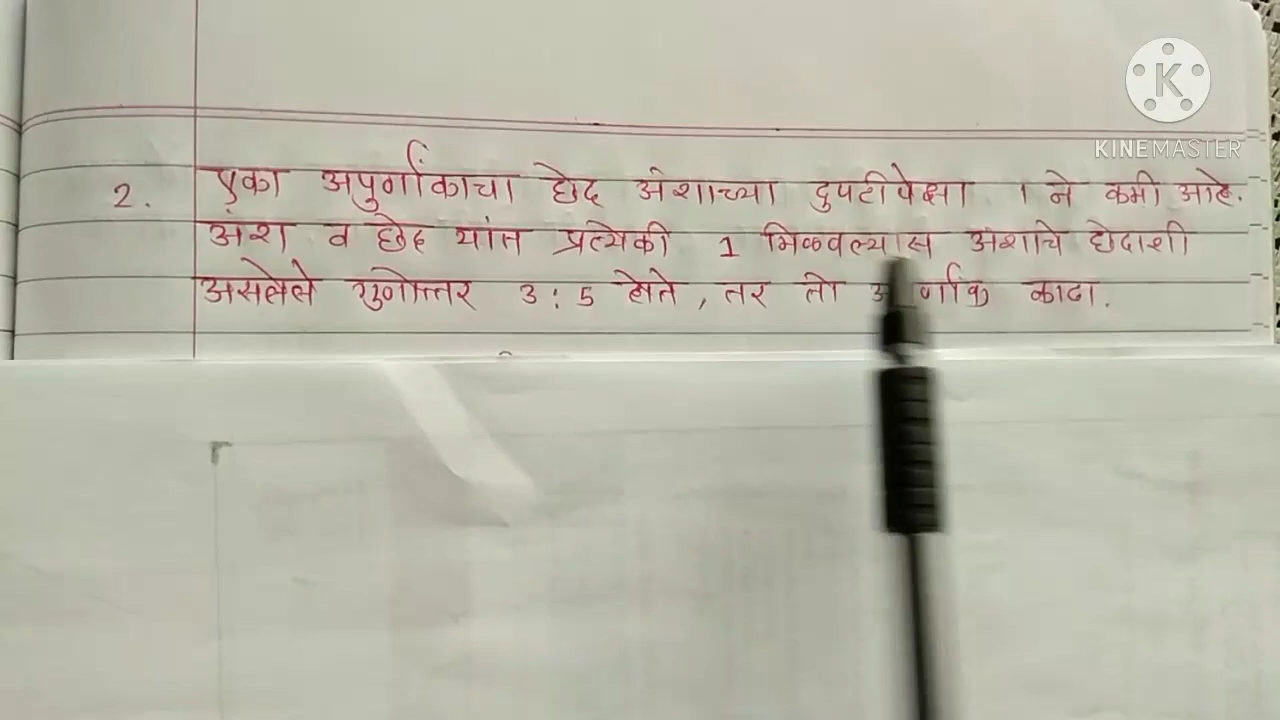 KINEMASTER
2. एका अपुर्णांकाचा छेद अंशाच्या दुपटीपेक्षा 1 ने कमी आहे.
अंश व छेद यांत प्रत्येकी 1 मिळवल्यास अंशाचे छेदाशी
असलेले गुणोत्तर 3 : 5 होते , तर तो काढा.